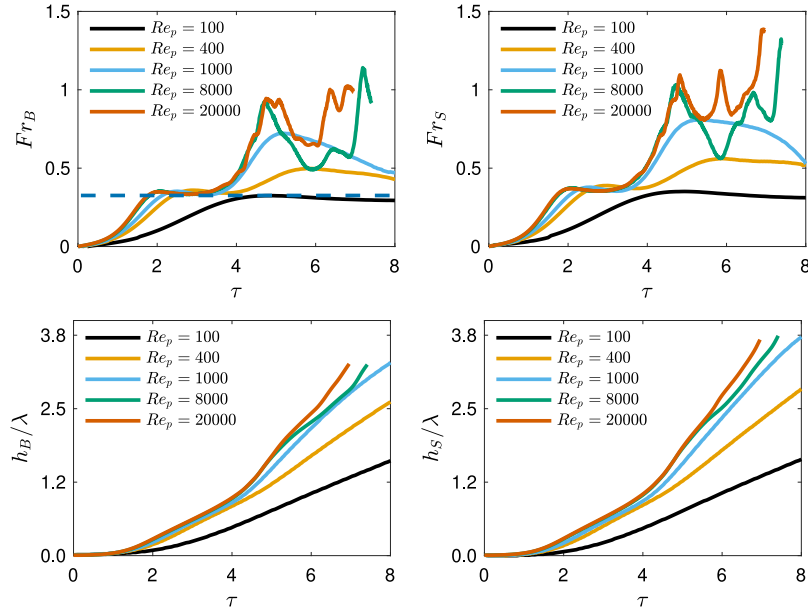 1.5
1
0.5
0
Fr_B
Re_p = 100
Re_p = 400
Re_p = 1000
Re_p = 8000
Re_p = 20000
0 2 4 6 8
τ
1.5
1
0.5
0
Fr_S
Re_p = 100
Re_p = 400
Re_p = 1000
Re_p = 8000
Re_p = 20000
0 2 4 6 8
τ
3.8
2.5
1.2
0.0
h_B/λ
Re_p = 100
Re_p = 400
Re_p = 1000
Re_p = 8000
Re_p = 20000
0 2 4 6 8
τ
3.8
2.5
1.2
0.0
h_S/λ
Re_p = 100
Re_p = 400
Re_p = 1000
Re_p = 8000
Re_p = 20000
0 2 4 6 8
τ